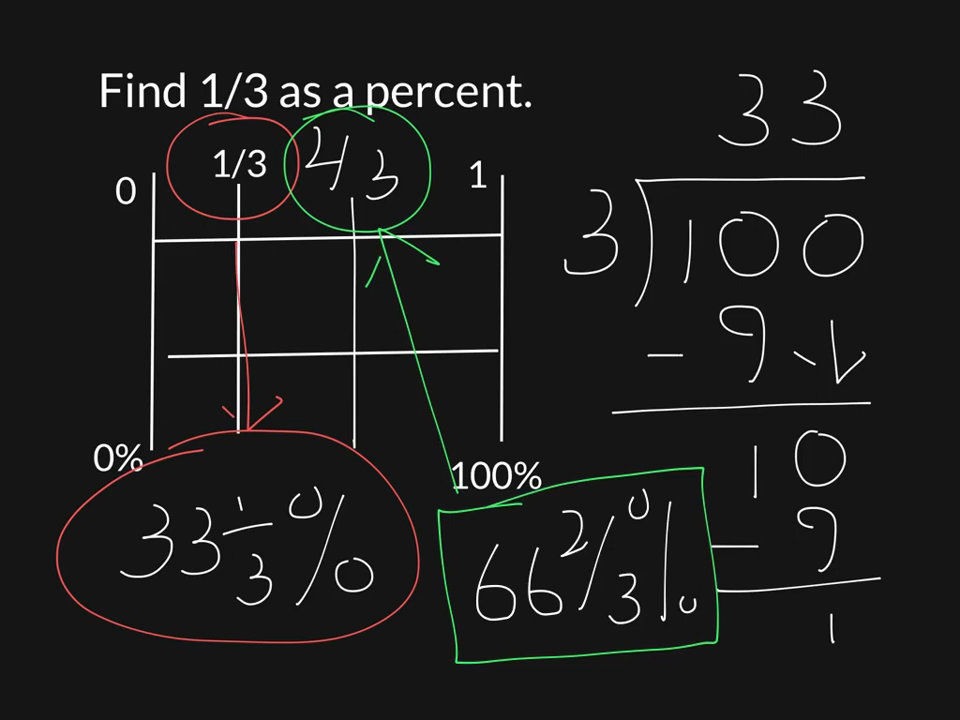 Find 1/3 as a percent.
0 1/3 2/3 1
0% 100%
33 1/3 %
66 2/3 %
33
3 100
- 9
10
- 9
1